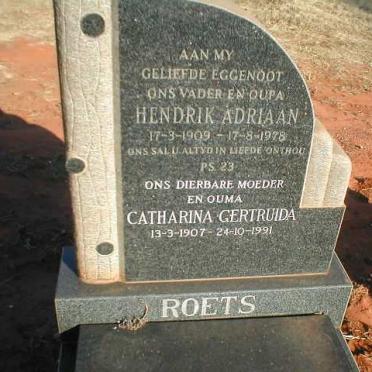 AAN MY
GELIEFDE EGGENOOT
ONS VADER EN OUPA
HENDRIK ADRIAAN
17-3-1909 - 17-8-1978
ONS SAL U ALTYD IN LIEFDE ONTHOU
PS. 23
ONS DIERBARE MOEDER
EN OUMA
CATHARINA GERTRUIDA
13-3-1907 - 24-10-1991
ROETS